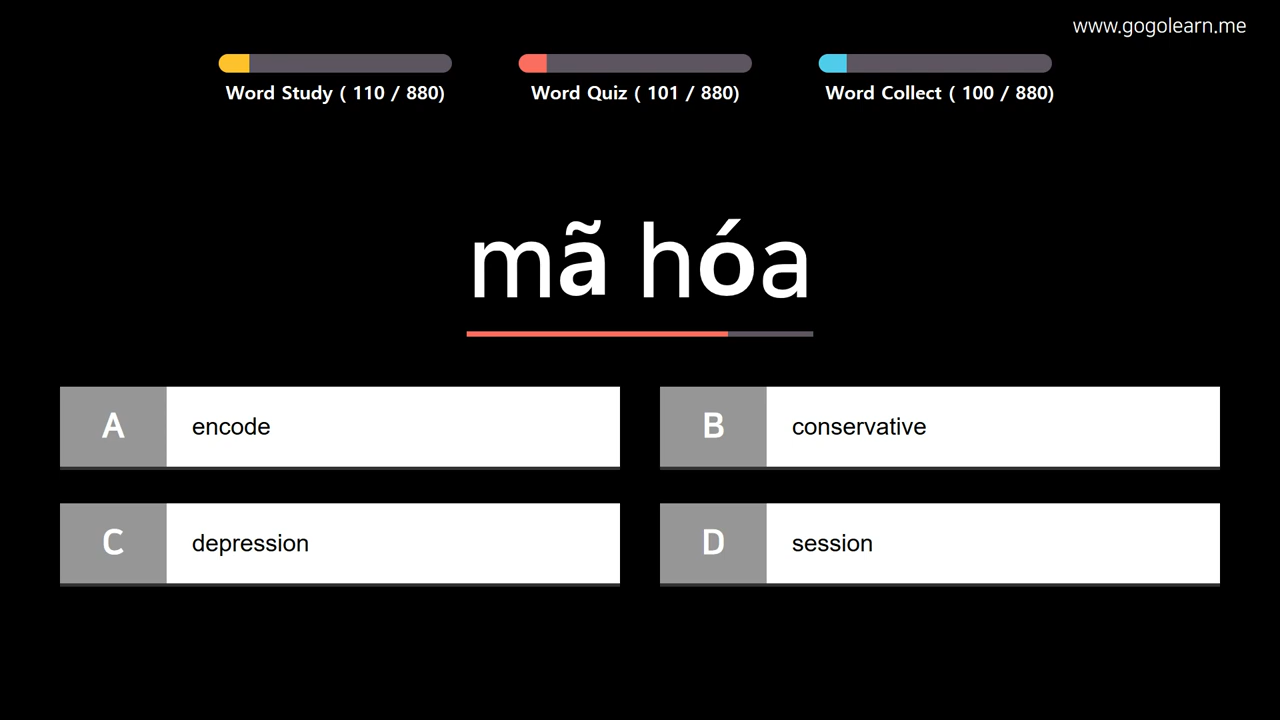 www.gogolearn.me
Word Study ( 110 / 880)
Word Quiz ( 101 / 880)
Word Collect ( 100 / 880)
mã hóa
A encode
B conservative
C depression
D session